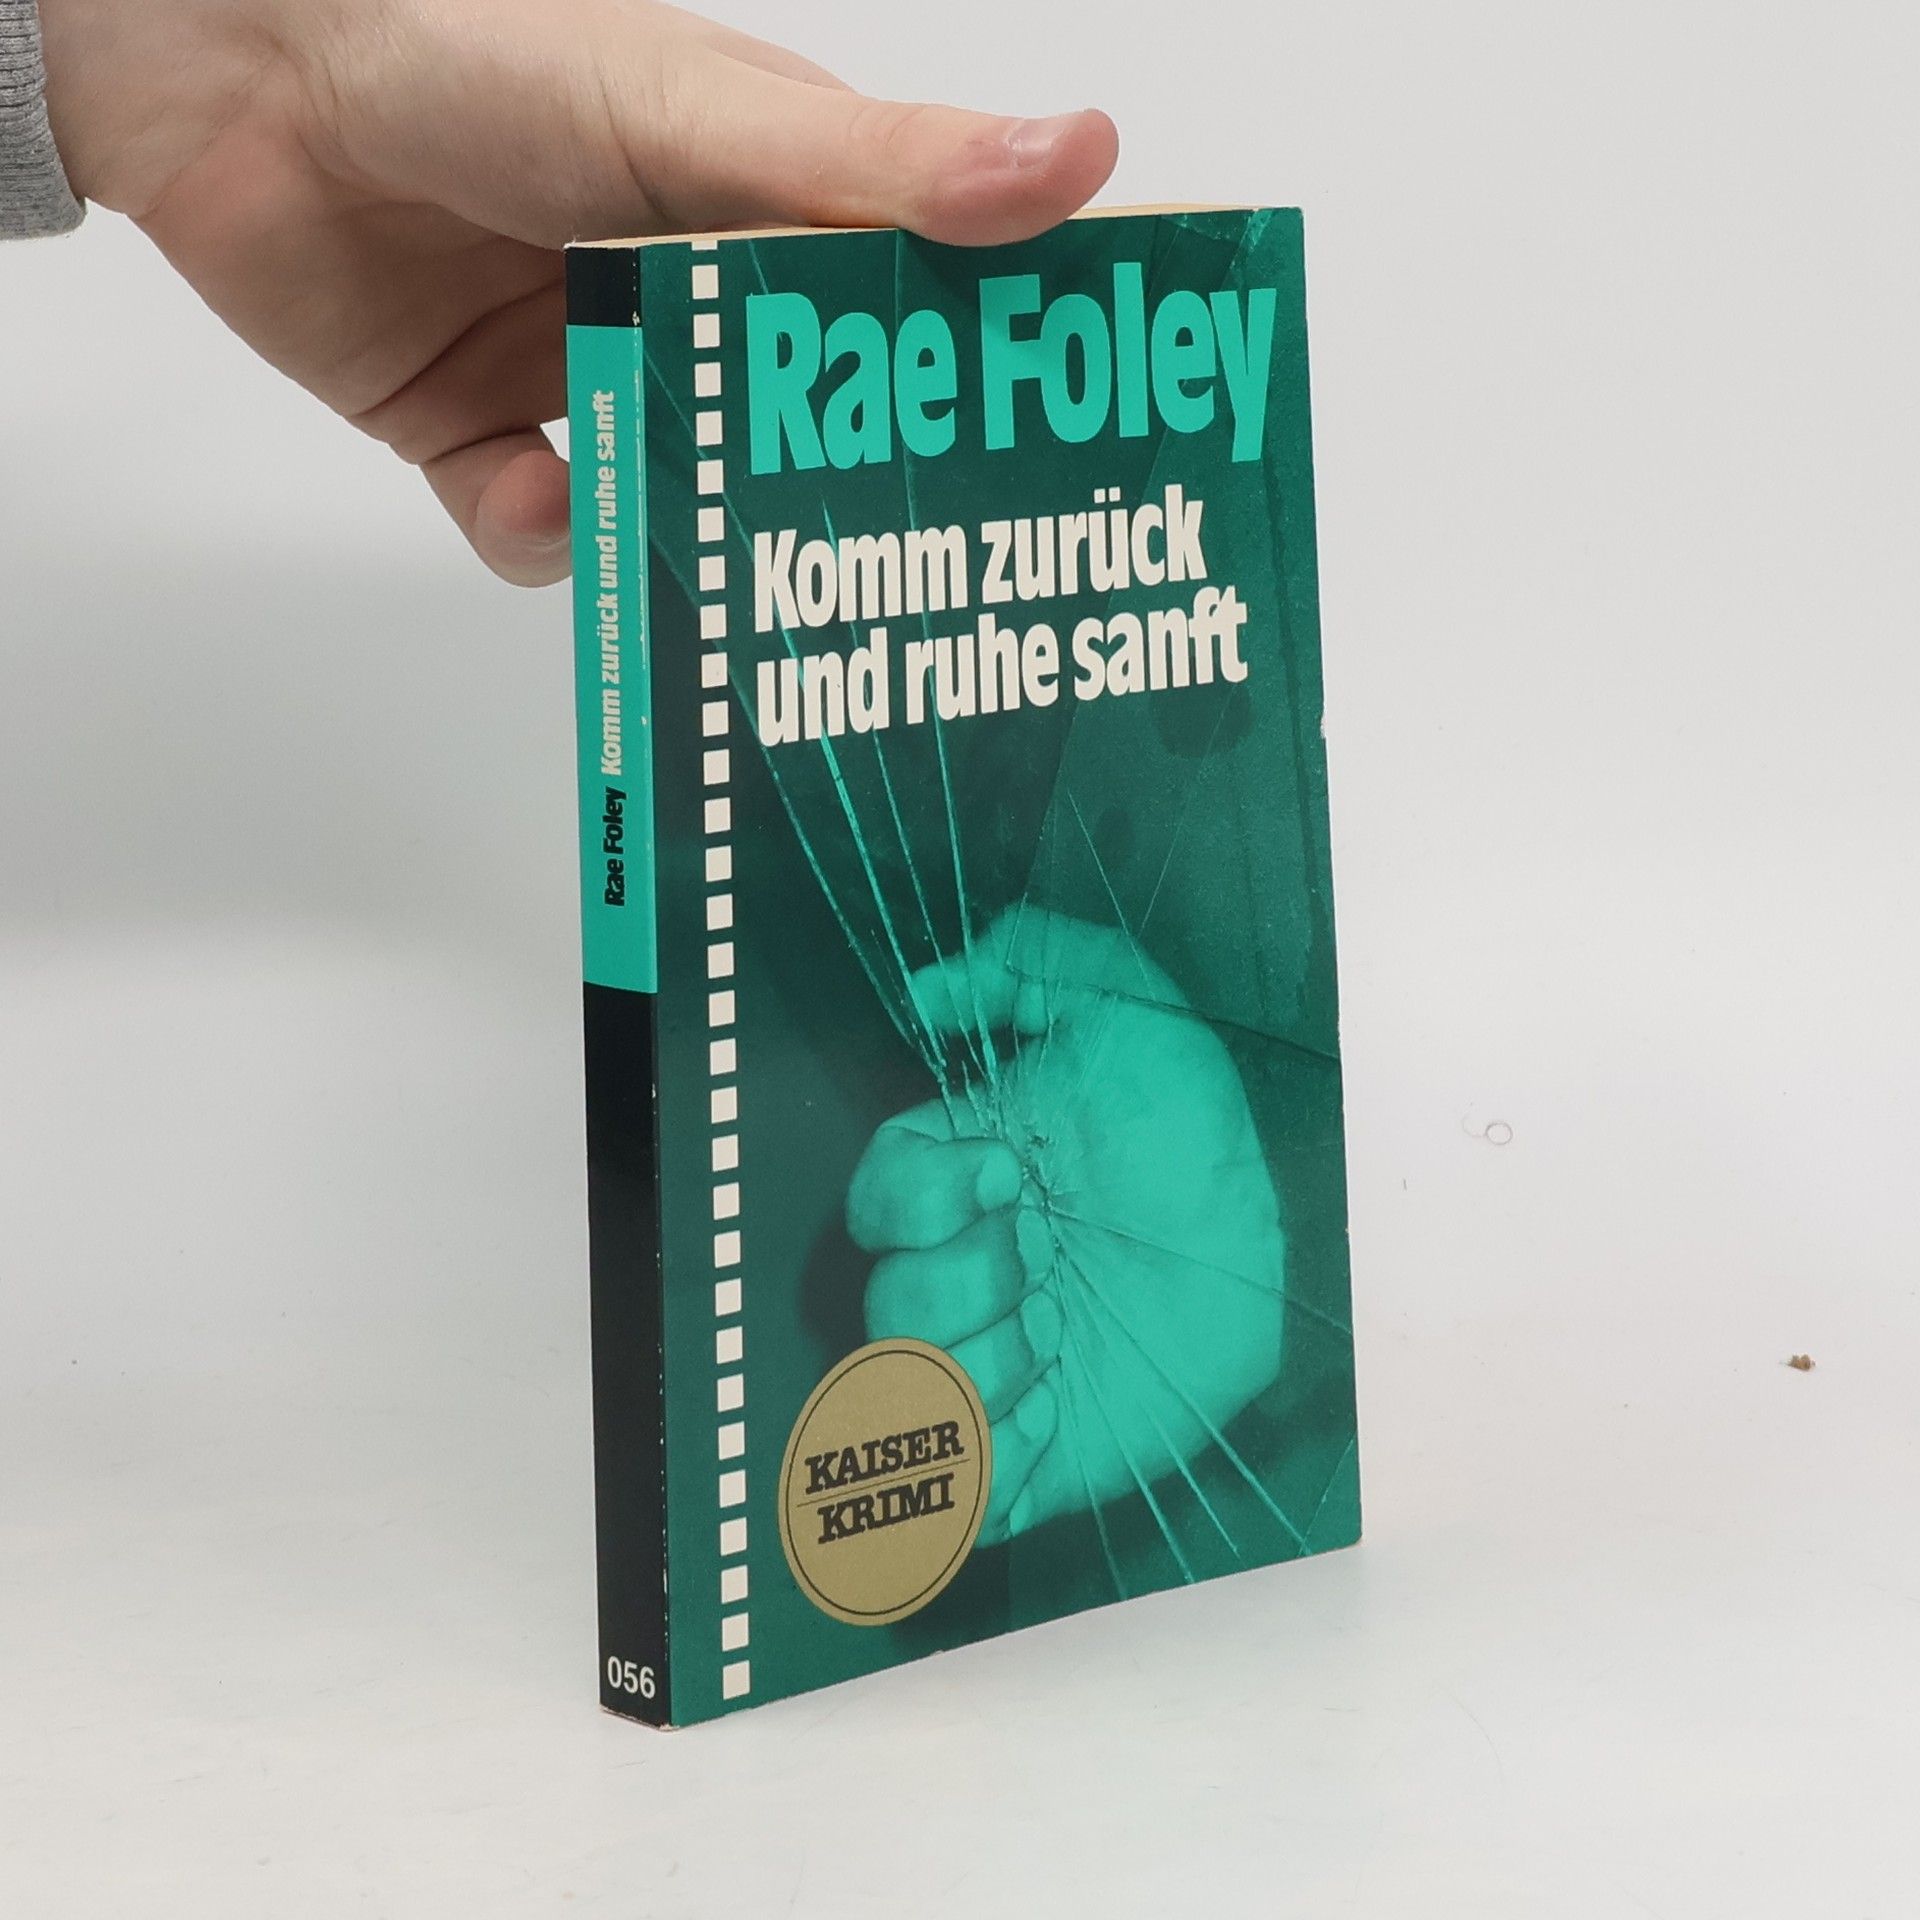 Rae Foley
Komm zurück
und ruhe sanft
KAISER
KRIMI
Rae Foley Komm zurück und ruhe sanft
056